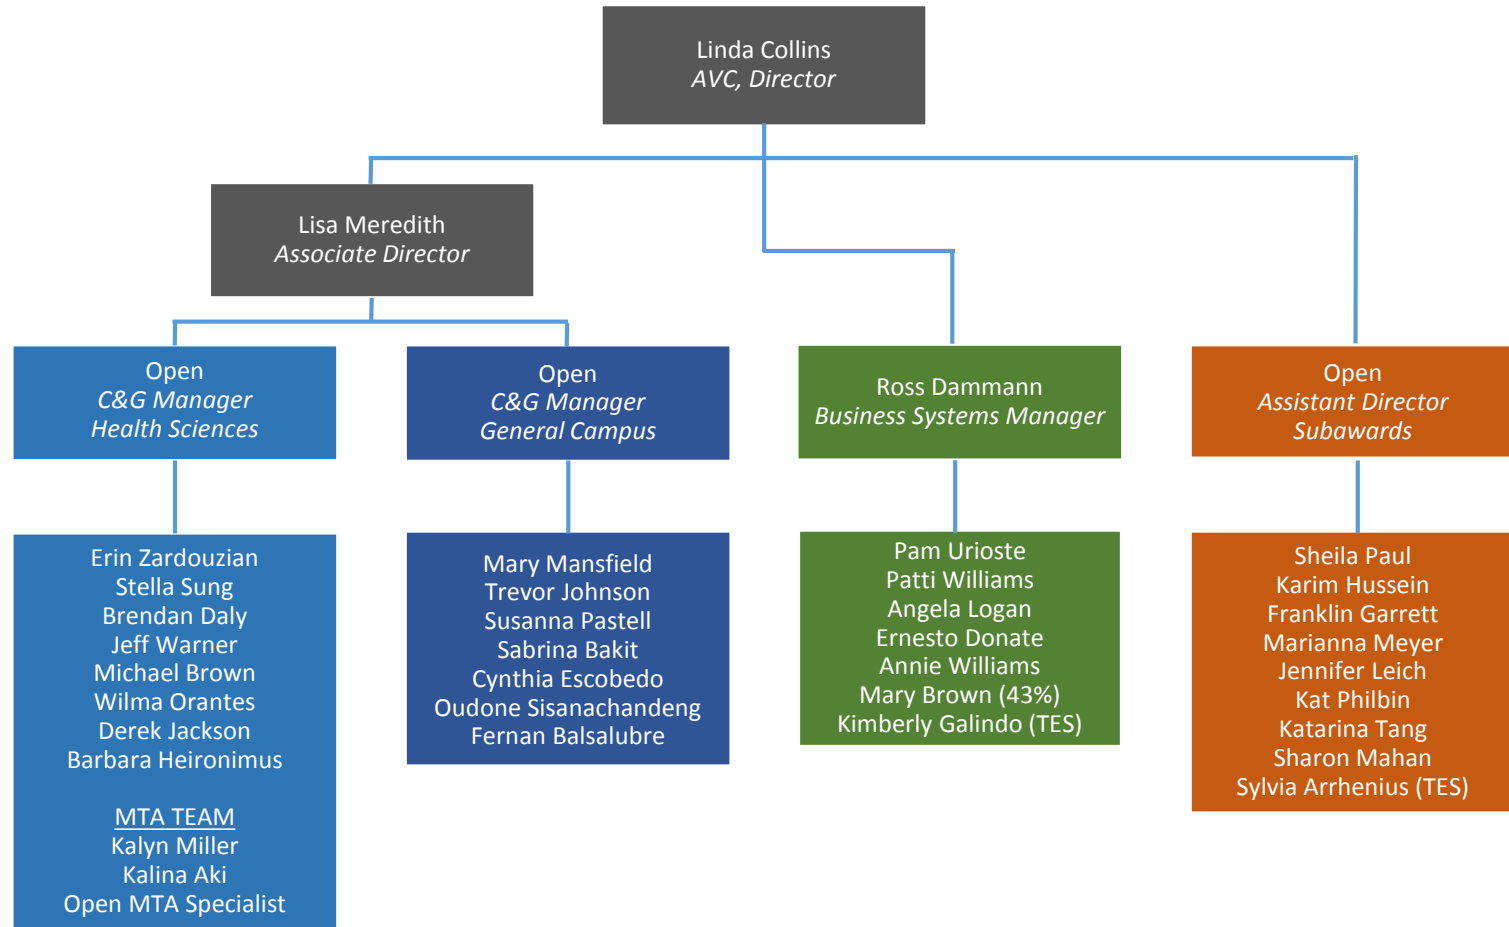 Linda Collins
AVC, Director
Lisa Meredith
Associate Director
Open
C&G Manager
Health Sciences
Open
C&G Manager
General Campus
Ross Dammann
Business Systems Manager
Open
Assistant Director
Subawards
Erin Zardouzian
Stella Sung
Brendan Daly
Jeff Warner
Michael Brown
Wilma Orantes
Derek Jackson
Barbara Heironimus
MTA TEAM
Kalyn Miller
Kalina Aki
Open MTA Specialist
Mary Mansfield
Trevor Johnson
Susanna Pastell
Sabrina Bakit
Cynthia Escobedo
Oudone Sisanachandeng
Fernan Balsalubre
Pam Urioste
Patti Williams
Angela Logan
Ernesto Donate
Annie Williams
Mary Brown (43%)
Kimberly Galindo (TES)
Sheila Paul
Karim Hussein
Franklin Garrett
Marianna Meyer
Jennifer Leich
Kat Philbin
Katarina Tang
Sharon Mahan
Sylvia Arrhenius (TES)